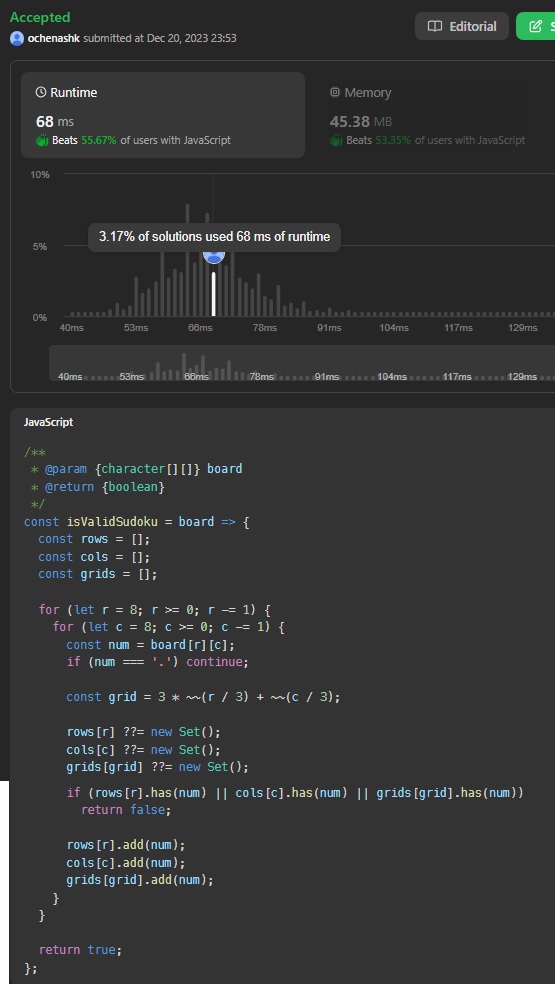 Accepted
ochenashk submitted at Dec 20, 2023 23:53
Editorial
Runtime
68 ms
Beats 55.67% of users with JavaScript
Memory
45.38 MB
Beats 53.35% of users with JavaScript
10%
3.17% of solutions used 68 ms of runtime
5%
0%
40ms 53ms 66ms 78ms 91ms 104ms 117ms 129ms
40ms 53ms 66ms 78ms 91ms 104ms 117ms 129ms
JavaScript
/**
 * @param {character[][]} board
 * @return {boolean}
 */
const isValidSudoku = board => {
  const rows = [];
  const cols = [];
  const grids = [];

  for (let r = 8; r >= 0; r -= 1) {
    for (let c = 8; c >= 0; c -= 1) {
      const num = board[r][c];
      if (num === '.') continue;

      const grid = 3 * ~~(r / 3) + ~~(c / 3);

      rows[r] ??= new Set();
      cols[c] ??= new Set();
      grids[grid] ??= new Set();

      if (rows[r].has(num) || cols[c].has(num) || grids[grid].has(num))
        return false;

      rows[r].add(num);
      cols[c].add(num);
      grids[grid].add(num);
    }
  }

  return true;
};